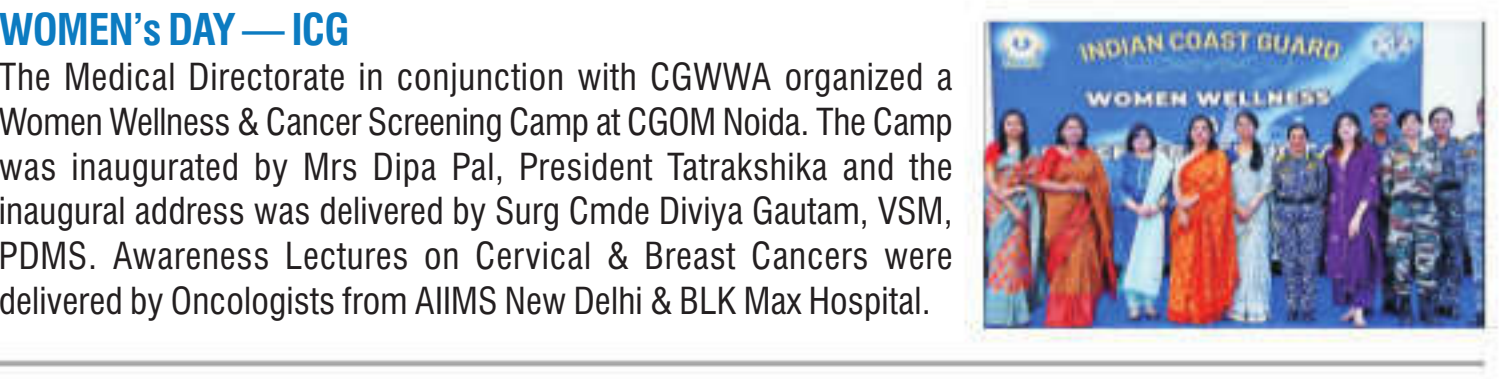 WOMEN's DAY — ICG
The Medical Directorate in conjunction with CGWWA organized a
Women Wellness & Cancer Screening Camp at CGOM Noida. The Camp
was inaugurated by Mrs Dipa Pal, President Tatrakshika and the
inaugural address was delivered by Surg Cmde Diviya Gautam, VSM,
PDMS. Awareness Lectures on Cervical & Breast Cancers were
delivered by Oncologists from AIIMS New Delhi & BLK Max Hospital.
INDIAN COAST GUARD
WOMEN WELLNESS